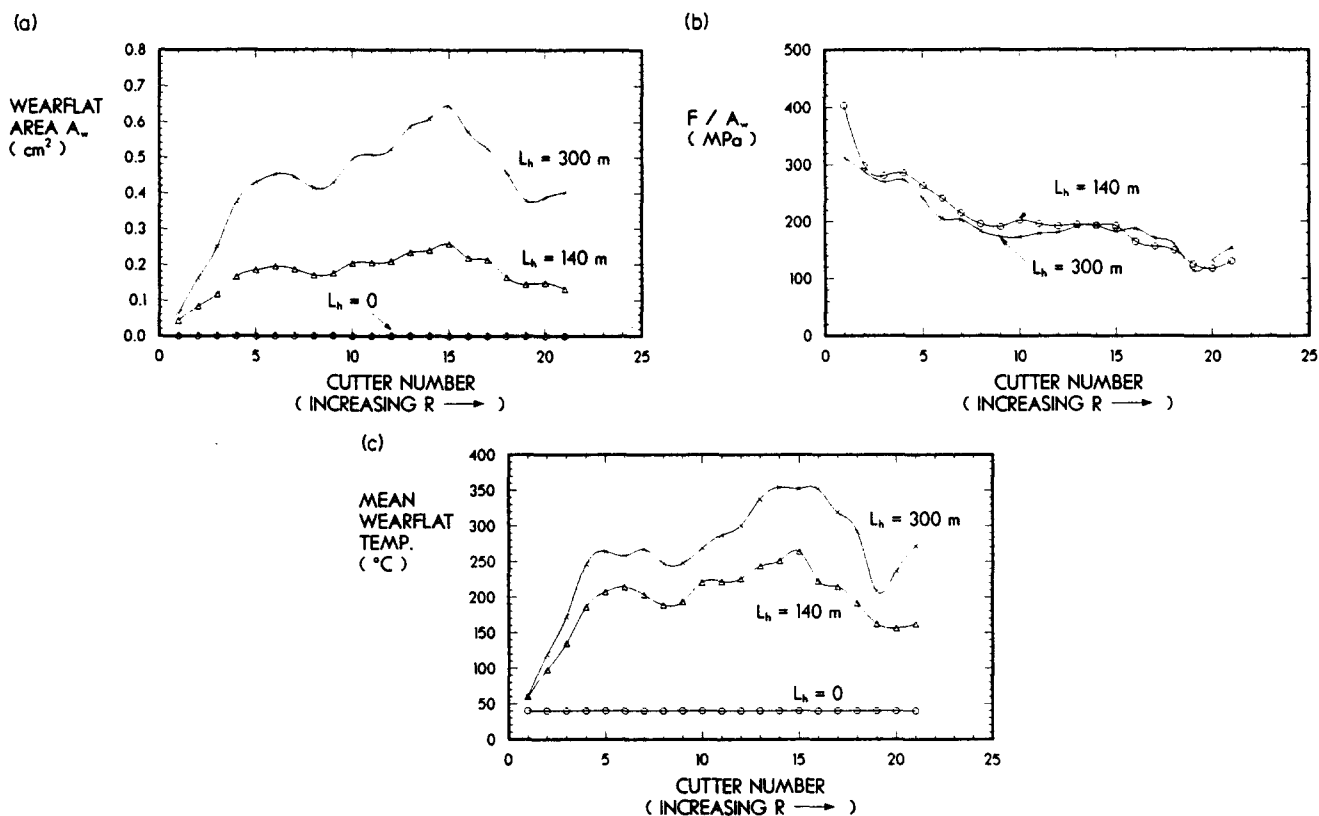 (a)
0.8
0.7
0.6
0.5
0.4
0.3
0.2
0.1
0.0
WEARFLAT
AREA A_w
( cm² )
L_h = 300 m
L_h = 140 m
L_h = 0
0 5 10 15 20 25
CUTTER NUMBER
( INCREASING R ⟶ )
(b)
500
400
300
200
100
0
F / A_w
( MPa )
L_h = 140 m
L_h = 300 m
0 5 10 15 20 25
CUTTER NUMBER
( INCREASING R ⟶ )
(c)
400
350
300
250
200
150
100
50
0
MEAN
WEARFLAT
TEMP.
( °C )
L_h = 300 m
L_h = 140 m
L_h = 0
0 5 10 15 20 25
CUTTER NUMBER
( INCREASING R ⟶ )